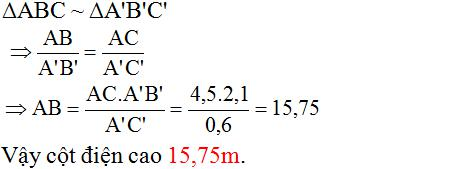 ΔABC ~ ΔA'B'C'
⇒ AB/A'B' = AC/A'C'
⇒ AB = AC.A'B'/A'C' = 4,5.2,1/0,6 = 15,75
Vậy cột điện cao 15,75m.